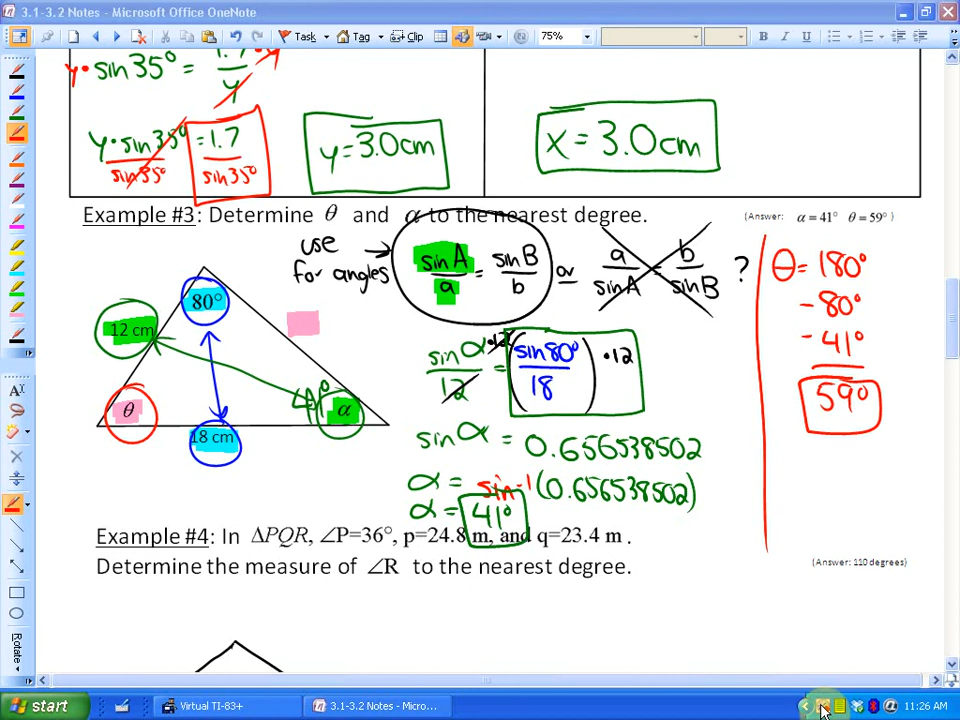 3.1-3.2 Notes - Microsoft Office OneNote
Task Tag Clip 75% B I U
y• sin35° = 1.7/y •y
y•sin35°/sin35° = 1.7/sin35°
y=3.0cm
x=3.0cm
Example #3: Determine θ and α to the nearest degree. (Answer: α = 41° θ = 59° )
use for angles → sinA/a = sinB/b or a/sinA = b/sinB ?
80°
12 cm
θ
18 cm
41°
α
•12 sinα/12 = (sin80°/18) •12
sinα = 0.656538502
α = sin-1(0.656538502)
α = 41°
θ= 180°
- 80°
- 41°
59°
Example #4: In ΔPQR, ∠P=36°, p=24.8 m, and q=23.4 m .
Determine the measure of ∠R to the nearest degree. (Answer: 110 degrees)
Rotate
start Virtual TI-83+ 3.1-3.2 Notes - Micros... 11:26 AM